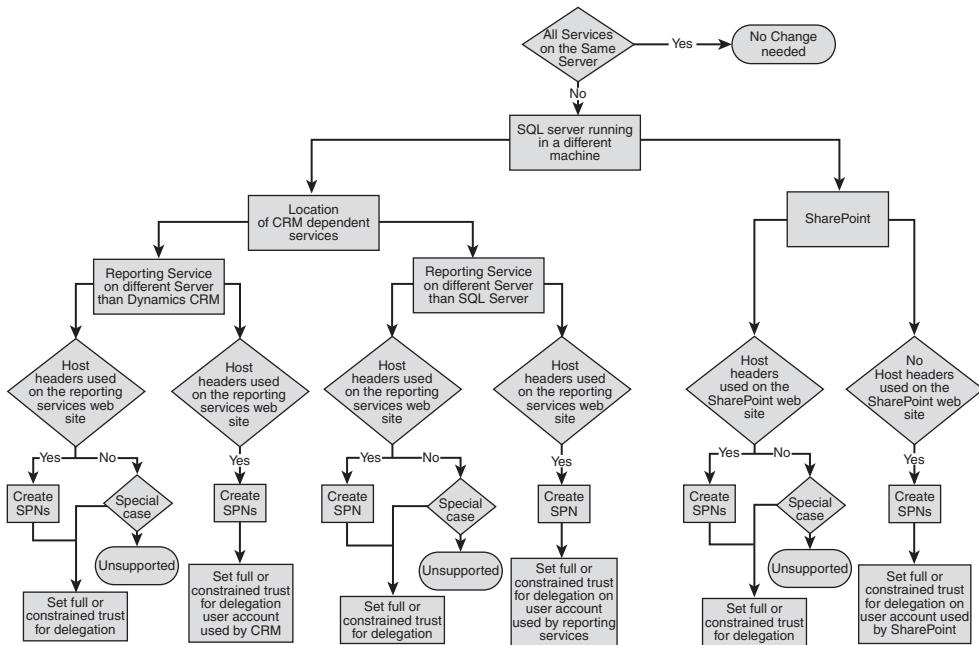 All Services
on the Same
Server
Yes
No Change
needed
No
SQL server running
in a different
machine
Location
of CRM dependent
services
SharePoint
Reporting Service
on different Server
than Dynamics CRM
Reporting Service
on different Server
than SQL Server
Host
headers used
on the reporting
services web
site
Host
headers used
on the reporting
services web
site
Host
headers used
on the reporting
services web
site
Host
headers used
on the reporting
services web
site
Host
headers
used on the
SharePoint web
site
No
Host headers
used on the
SharePoint web
site
Yes
No
Yes
Yes
No
Yes
Yes
No
Yes
Create
SPNs
Special
case
Create
SPNs
Create
SPN
Special
case
Create
SPN
Create
SPNs
Special
case
Create
SPNs
Unsupported
Unsupported
Unsupported
Set full or
constrained trust
for delegation
Set full or
constrained trust
for delegation
user account
used by CRM
Set full or
constrained trust
for delegation
Set full or
constrained trust
for delegation on
user account
used by reporting
services
Set full or
constrained trust
for delegation
Set full or
constrained trust
for delegation on
user account used
by SharePoint